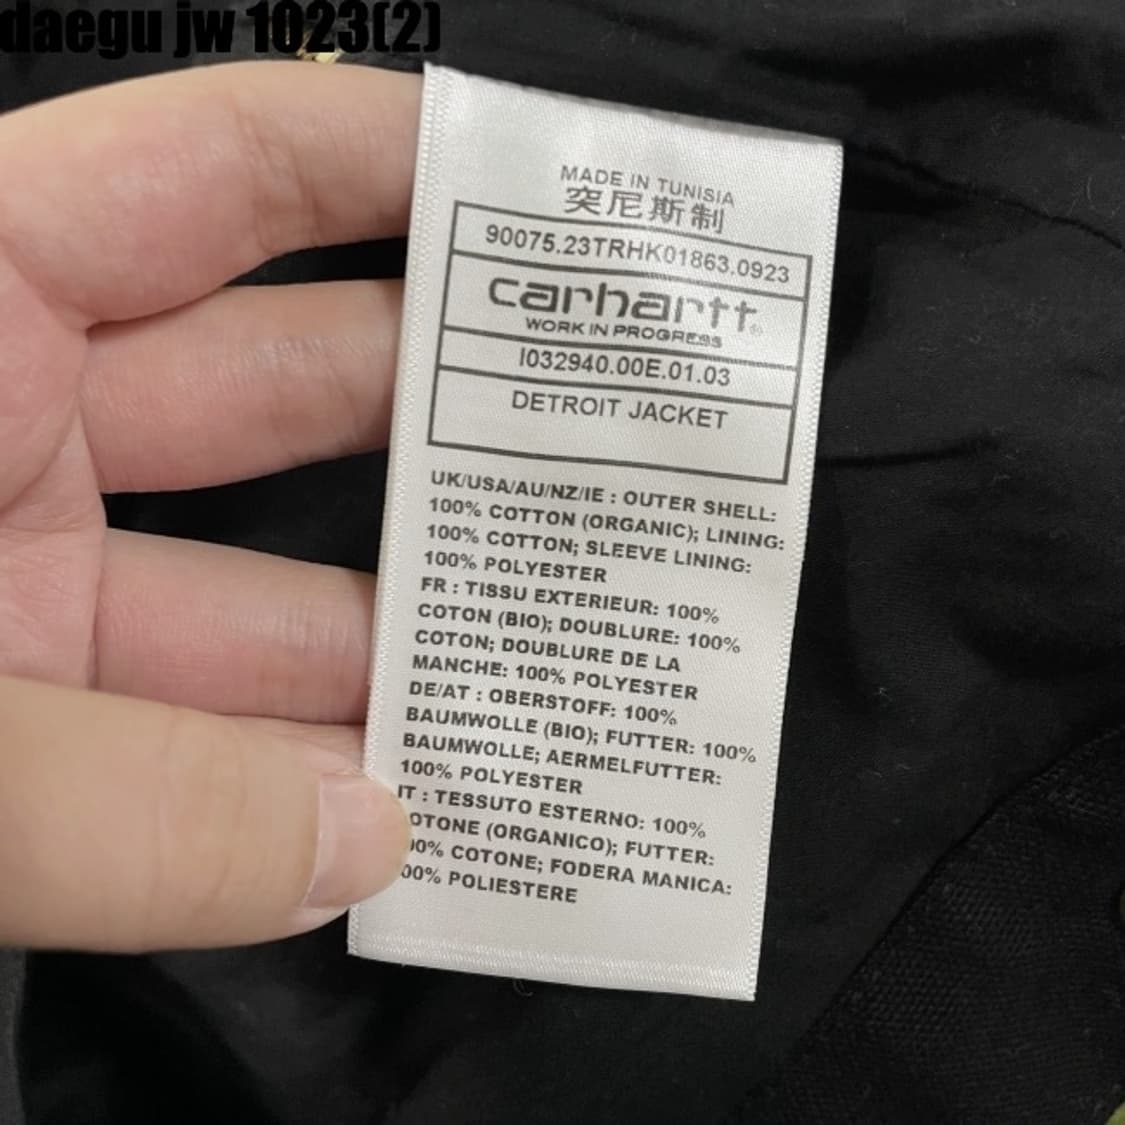 daegu jw 1023(2)
MADE IN TUNISIA
突尼斯制
90075.23TRHK01863.0923
carhartt®
WORK IN PROGRESS
I032940.00E.01.03
DETROIT JACKET
UK/USA/AU/NZ/IE : OUTER SHELL:
100% COTTON (ORGANIC); LINING:
100% COTTON; SLEEVE LINING:
100% POLYESTER
FR : TISSU EXTERIEUR: 100%
COTON (BIO); DOUBLURE: 100%
COTON; DOUBLURE DE LA
MANCHE: 100% POLYESTER
DE/AT : OBERSTOFF: 100%
BAUMWOLLE (BIO); FUTTER: 100%
BAUMWOLLE; AERMELFUTTER:
100% POLYESTER
IT : TESSUTO ESTERNO: 100%
OTONE (ORGANICO); FUTTER:
00% COTONE; FODERA MANICA:
00% POLIESTERE